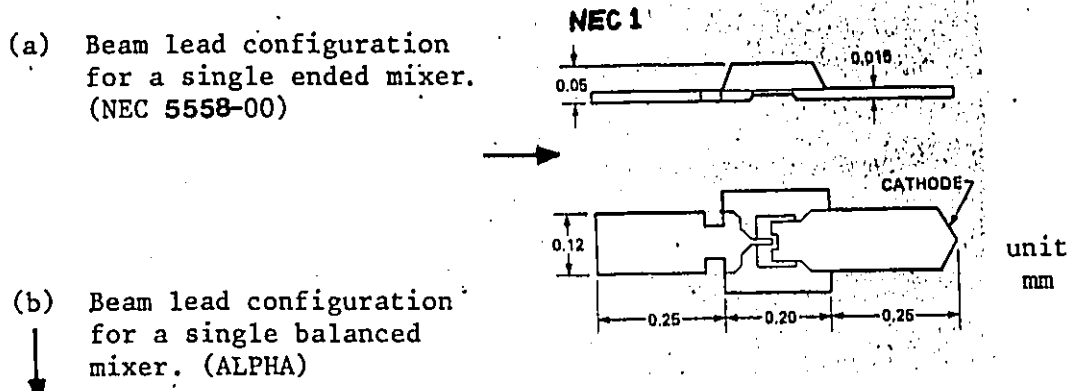 (a) Beam lead configuration
for a single ended mixer.
(NEC 5558-00)
NEC 1
0.05
0.015
CATHODE
0.12
unit
mm
0.25
0.20
0.25
(b) Beam lead configuration
for a single balanced
mixer. (ALPHA)